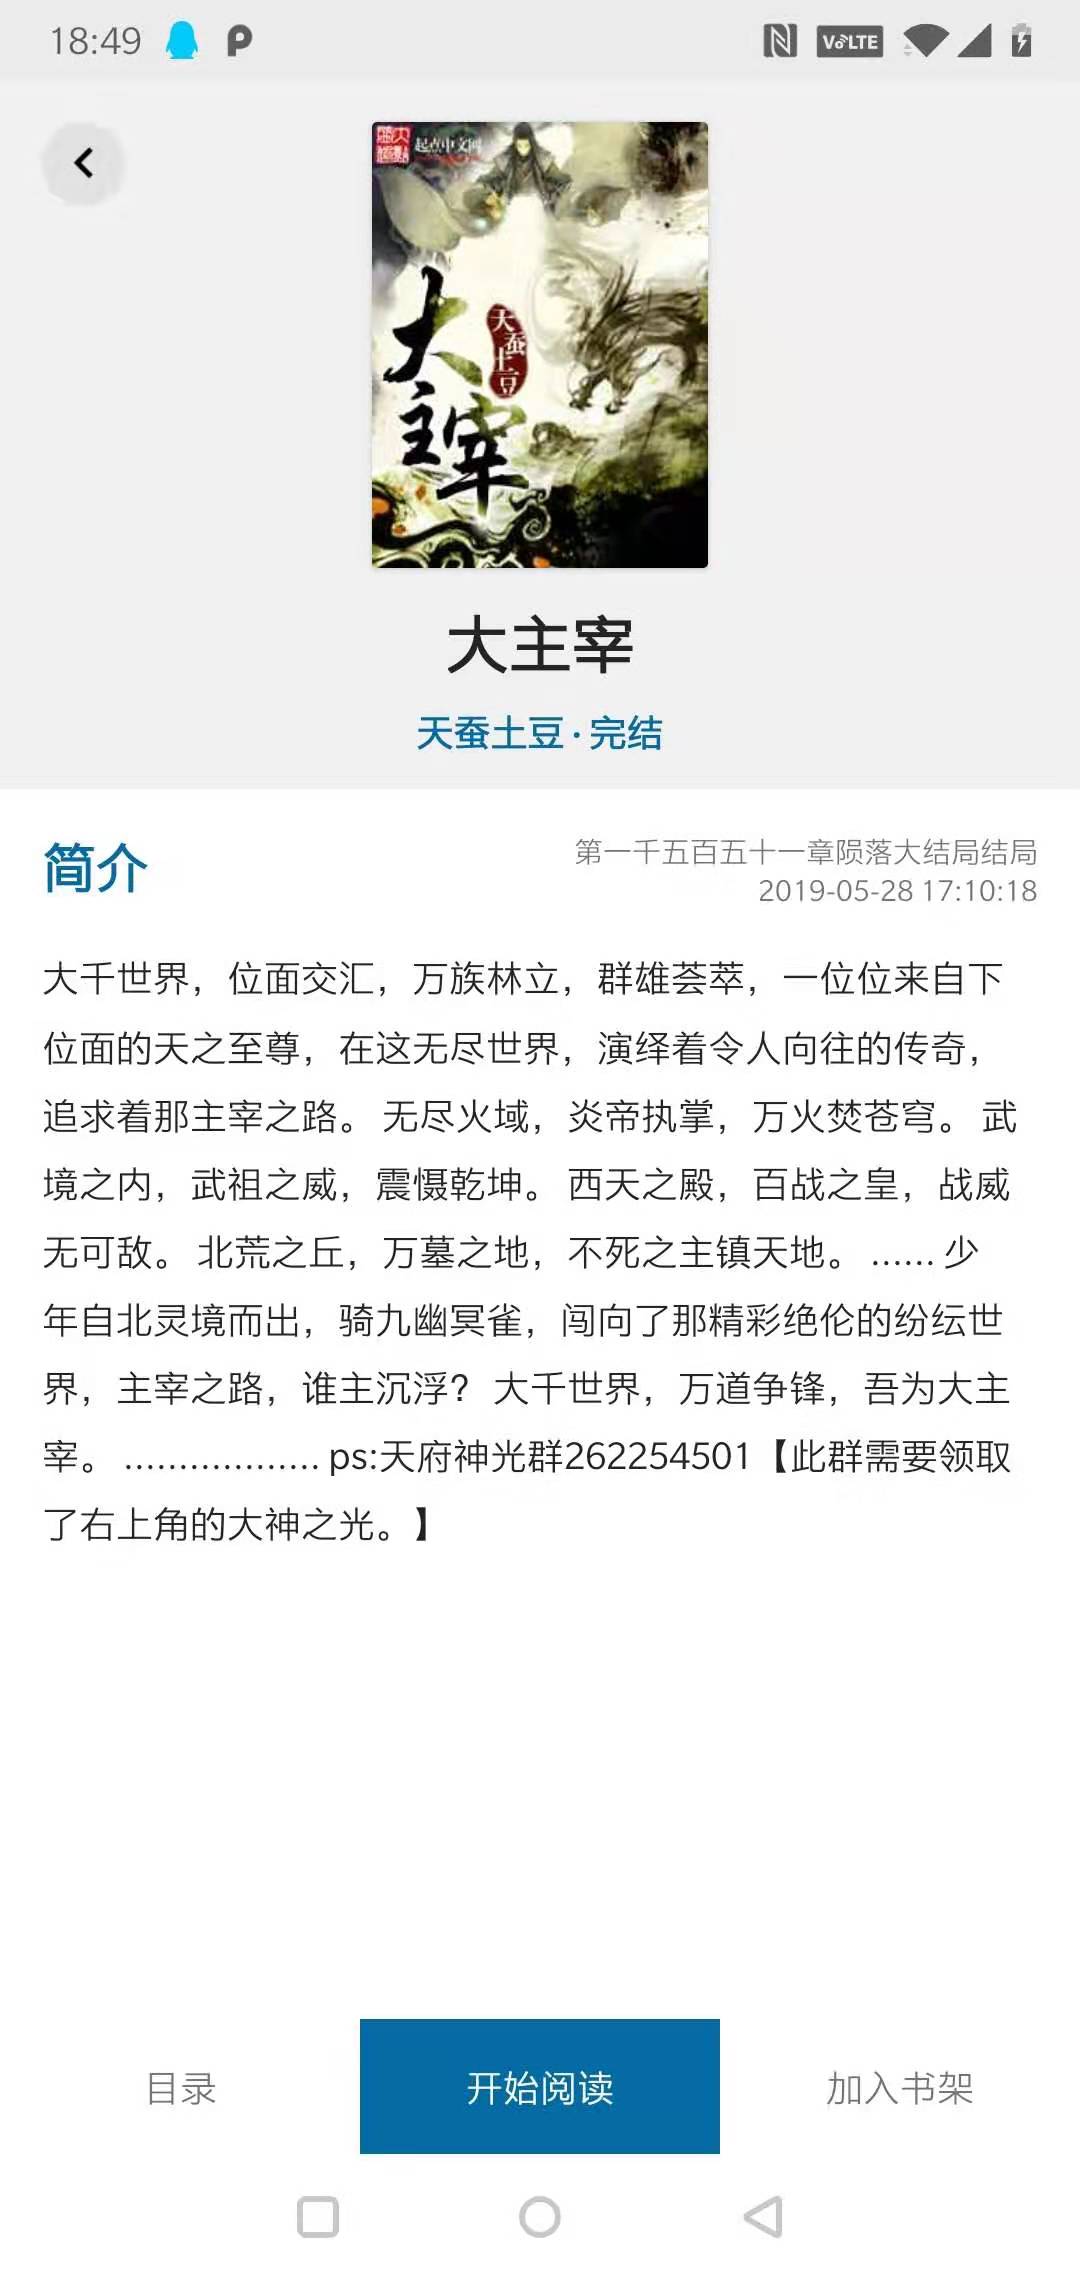 18:49
VoLTE
起点中文网
大主宰
天蚕土豆
大主宰
天蚕土豆·完结
简介
第一千五百五十一章陨落大结局结局
2019-05-28 17:10:18
大千世界，位面交汇，万族林立，群雄荟萃，一位位来自下
位面的天之至尊，在这无尽世界，演绎着令人向往的传奇，
追求着那主宰之路。 无尽火域，炎帝执掌，万火焚苍穹。 武
境之内，武祖之威，震慑乾坤。 西天之殿，百战之皇，战威
无可敌。 北荒之丘，万墓之地，不死之主镇天地。 ...... 少
年自北灵境而出，骑九幽冥雀，闯向了那精彩绝伦的纷纭世
界，主宰之路，谁主沉浮？ 大千世界，万道争锋，吾为大主
宰。 .................. ps:天府神光群262254501【此群需要领取
了右上角的大神之光。】
目录
开始阅读
加入书架